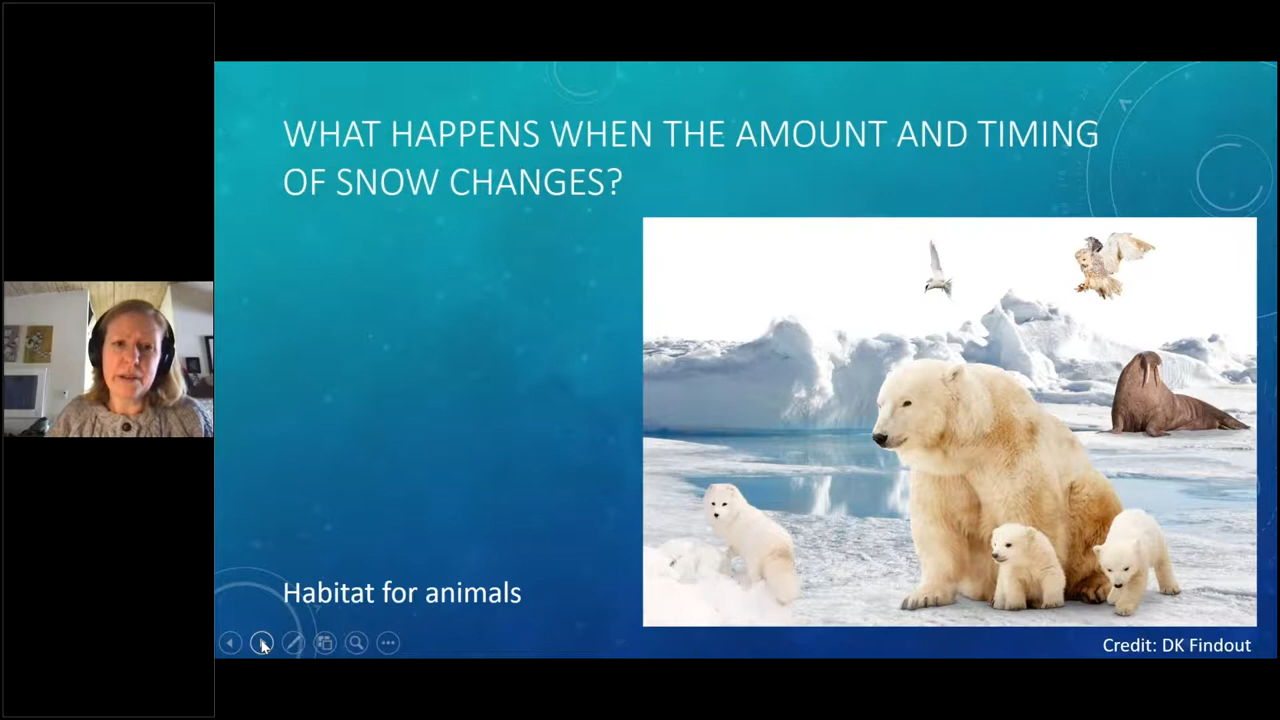 WHAT HAPPENS WHEN THE AMOUNT AND TIMING
OF SNOW CHANGES?
Habitat for animals
Credit: DK Findout